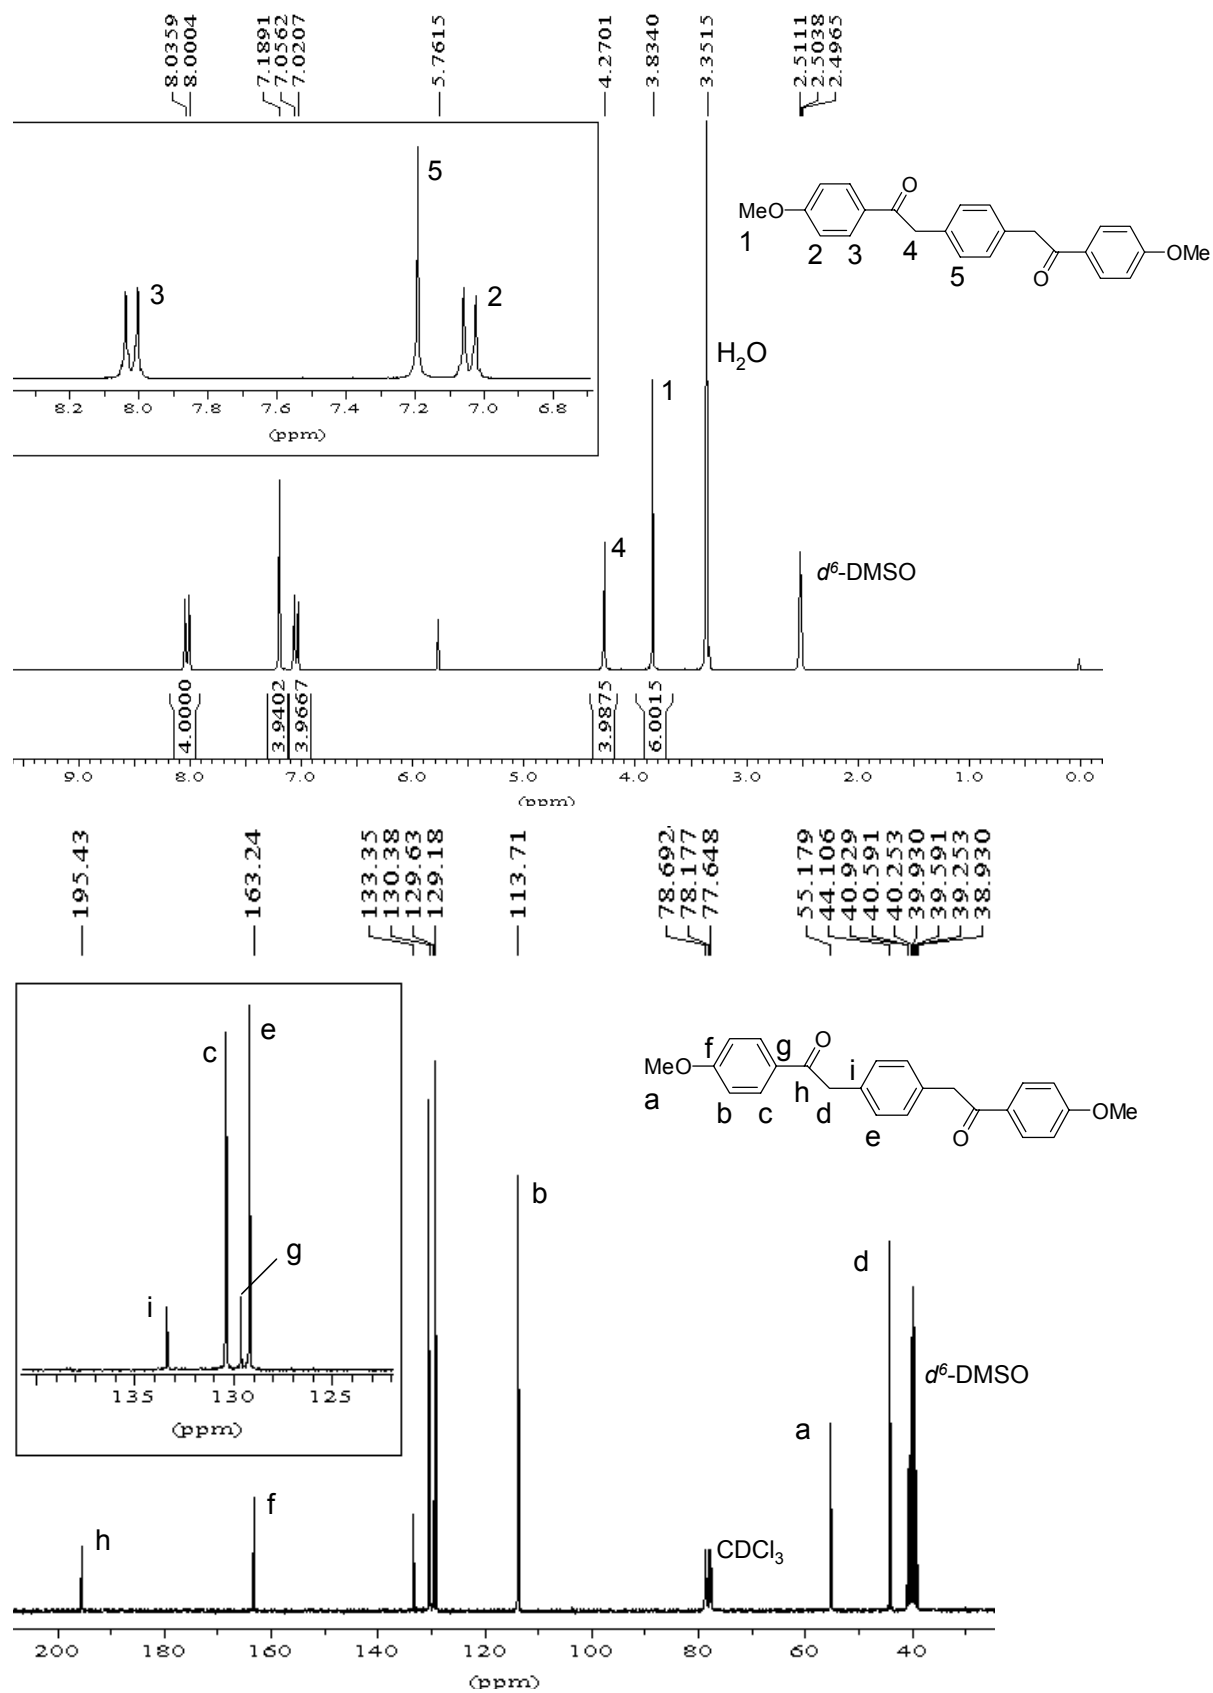 8.0359
8.0004
7.1891
7.0562
7.0207
5.7615
4.2701
3.8340
3.3515
2.5111
2.5038
2.4965
5
3
2
8.2 8.0 7.8 7.6 7.4 7.2 7.0 6.8
(ppm)
O
MeO
1 2 3 4
5
O
OMe
H2O
1
4
d6-DMSO
4.0000
3.9402
3.9667
3.9875
6.0015
9.0 8.0 7.0 6.0 5.0 4.0 3.0 2.0 1.0 0.0
(ppm)
195.43
163.24
133.35
130.38
129.63
129.18
113.71
78.692
78.177
77.648
55.179
44.106
40.929
40.591
40.253
39.930
39.591
39.253
38.930
e
c
g
i
135 130 125
(ppm)
f g O
MeO i
a b c h d
e
O
OMe
b
d
d6-DMSO
a
f
h
CDCl3
200 180 160 140 120 100 80 60 40
(ppm)